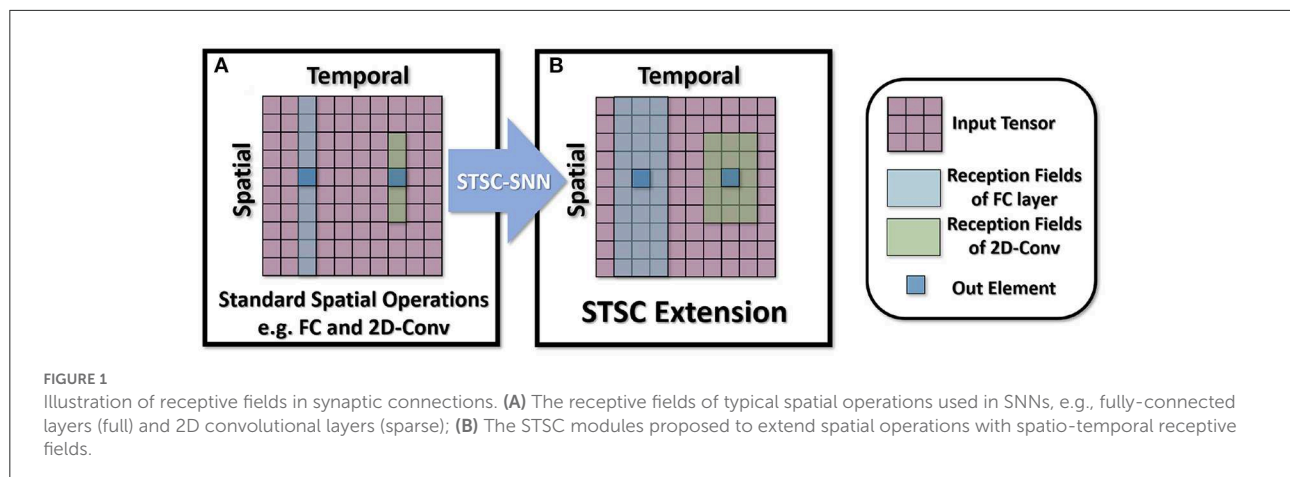 A
Temporal
Spatial
Standard Spatial Operations
e.g. FC and 2D-Conv
STSC-SNN
B
Temporal
Spatial
STSC Extension
Input Tensor
Reception Fields
of FC layer
Reception Fields
of 2D-Conv
Out Element
FIGURE 1
Illustration of receptive fields in synaptic connections. (A) The receptive fields of typical spatial operations used in SNNs, e.g., fully-connected
layers (full) and 2D convolutional layers (sparse); (B) The STSC modules proposed to extend spatial operations with spatio-temporal receptive
fields.